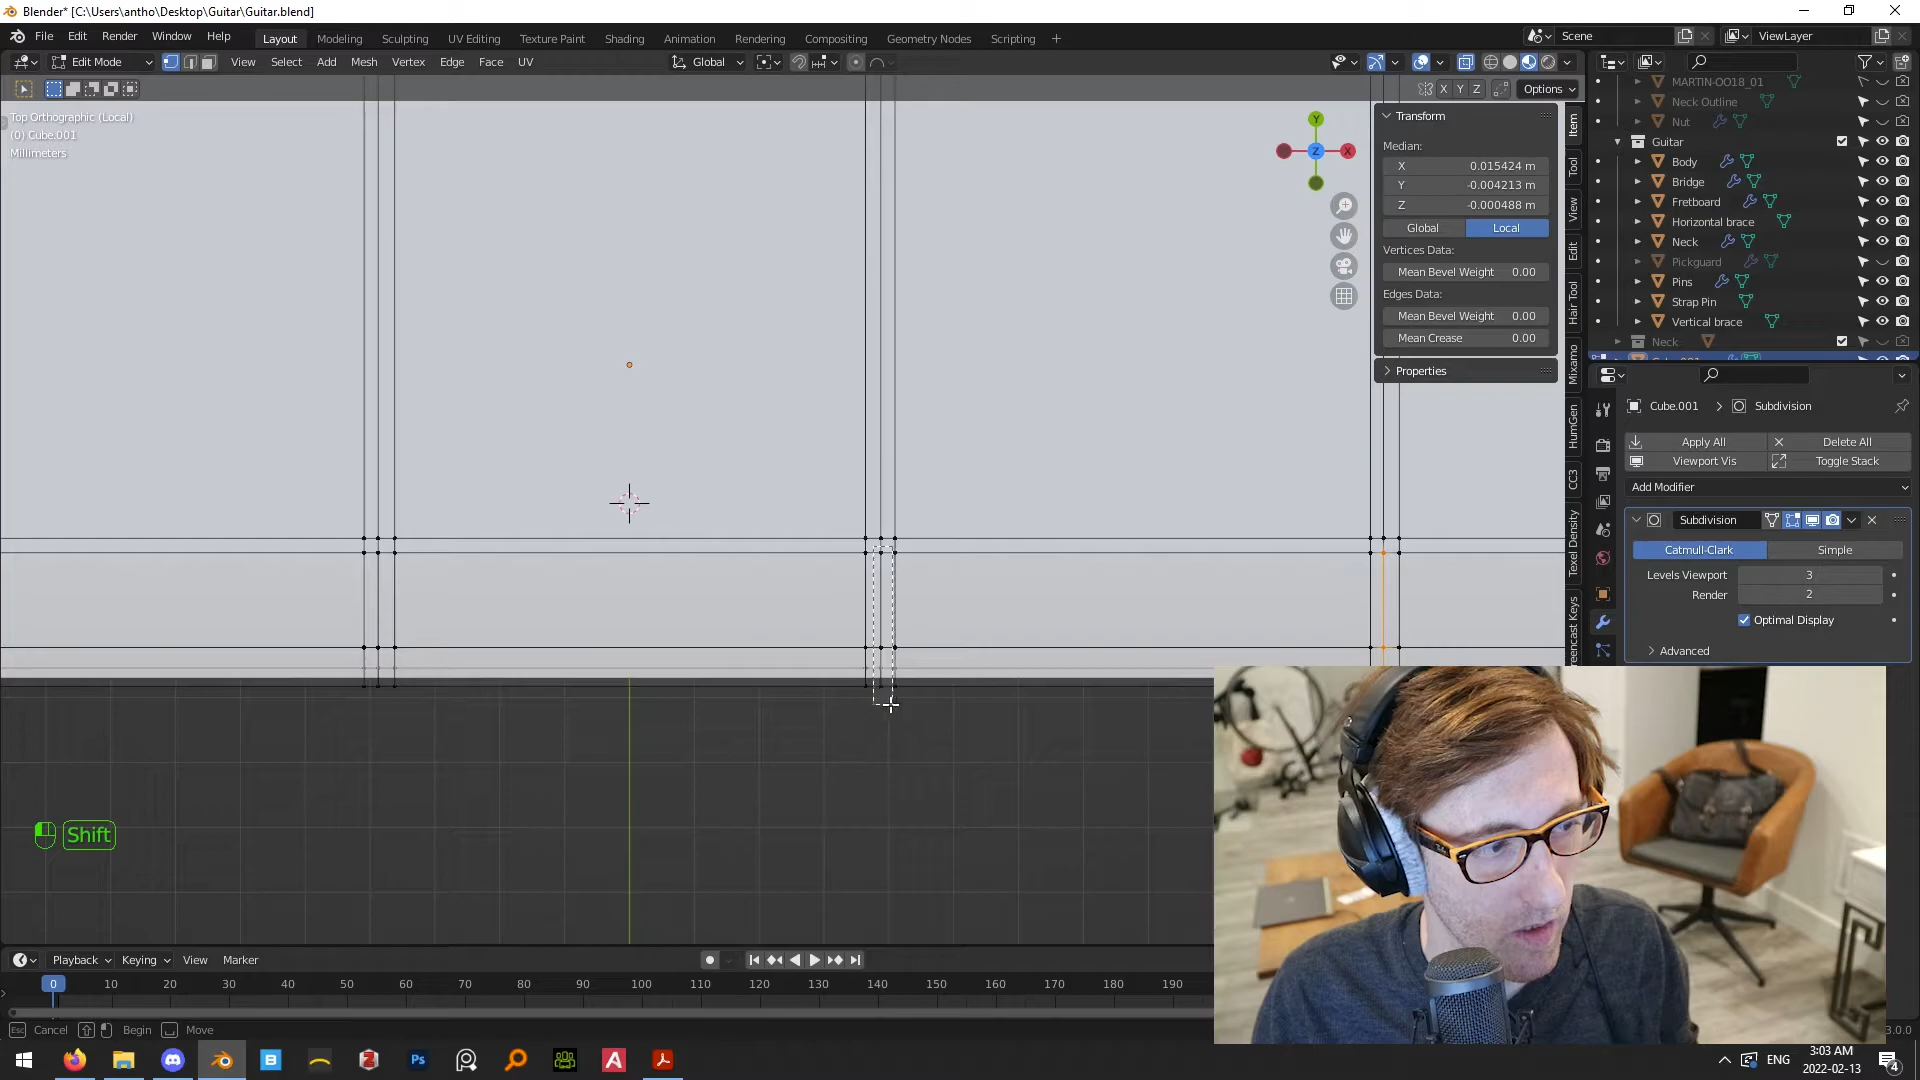 Blender* [C:\Users\antho\Desktop\Guitar\Guitar.blend]
File Edit Render Window Help
Layout Modeling Sculpting UV Editing Texture Paint Shading Animation Rendering Compositing Geometry Nodes Scripting +
Scene
ViewLayer
Edit Mode
View Select Add Mesh Vertex Edge Face UV
Global
X Y Z
Options
Top Orthographic (Local)
(0) Cube.001
Millimeters
Y
Z
X
Transform
Median:
X 0.015424 m
Y -0.004213 m
Z -0.000488 m
Global Local
Vertices Data:
Mean Bevel Weight 0.00
Edges Data:
Mean Bevel Weight 0.00
Mean Crease 0.00
Properties
Item
Tool
View
Edit
Hair Tool
Mixamo
HumGen
CC3
Texel Density
reencast Keys
MARTIN-OO18_01
Neck Outline
Nut
Guitar
Body
Bridge
Fretboard
Horizontal brace
Neck
Pickguard
Pins
Strap Pin
Vertical brace
Neck
Cube.001 > Subdivision
Apply All Delete All
Viewport Vis Toggle Stack
Add Modifier
Subdivision
Catmull-Clark Simple
Levels Viewport 3
Render 2
Optimal Display
Advanced
Shift
Playback Keying View Marker
0 10 20 30 40 50 60 70 80 90 100 110 120 130 140 150 160 170 180 190
Esc Cancel Begin Move
3.0.0
ENG
3:03 AM
2022-02-13
4